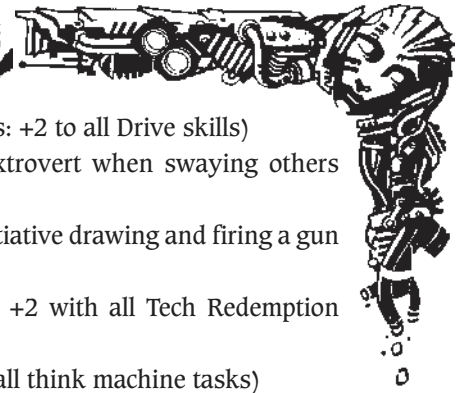 s: +2 to all Drive skills)
xtrovert when swaying others
tiative drawing and firing a gun
+2 with all Tech Redemption
all think machine tasks)